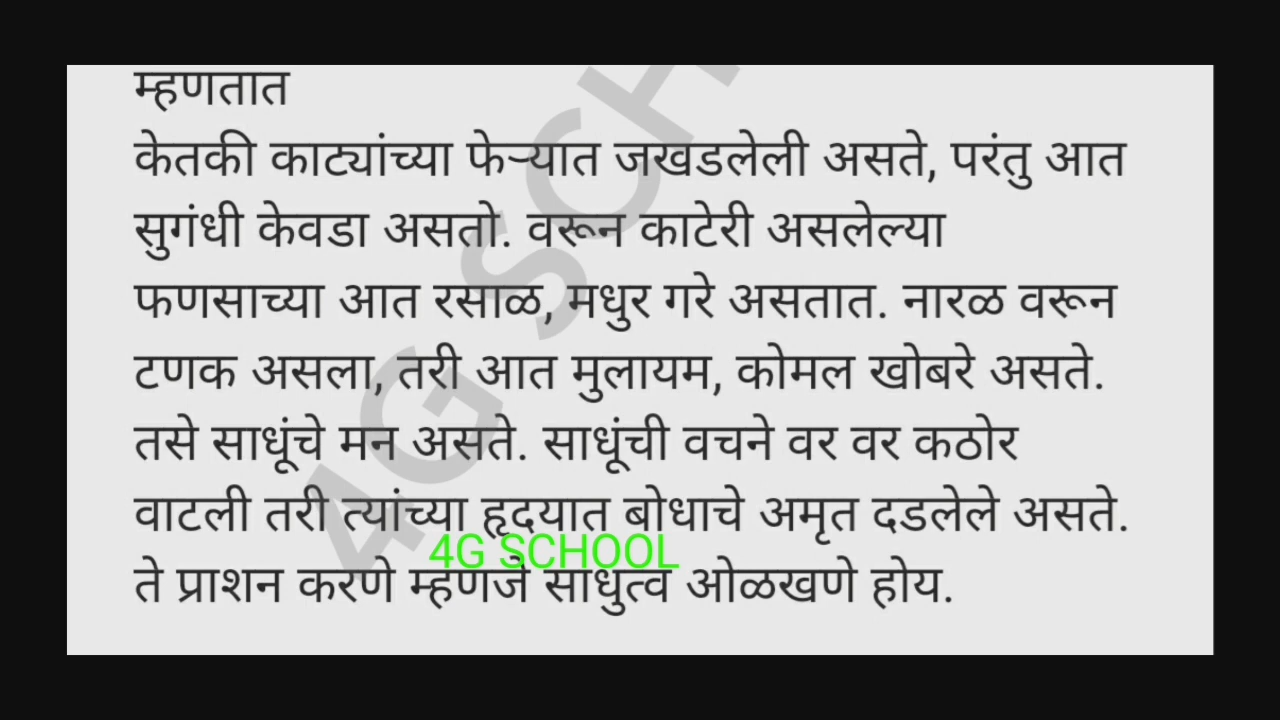 म्हणतात
केतकी काट्यांच्या फेऱ्यात जखडलेली असते, परंतु आत
सुगंधी केवडा असतो. वरून काटेरी असलेल्या
फणसाच्या आत रसाळ, मधुर गरे असतात. नारळ वरून
टणक असला, तरी आत मुलायम, कोमल खोबरे असते.
तसे साधूंचे मन असते. साधूंची वचने वर वर कठोर
वाटली तरी त्यांच्या हृदयात बोधाचे अमृत दडलेले असते.
4G SCHOOL
ते प्राशन करणे म्हणजे साधुत्व ओळखणे होय.
4G SCH